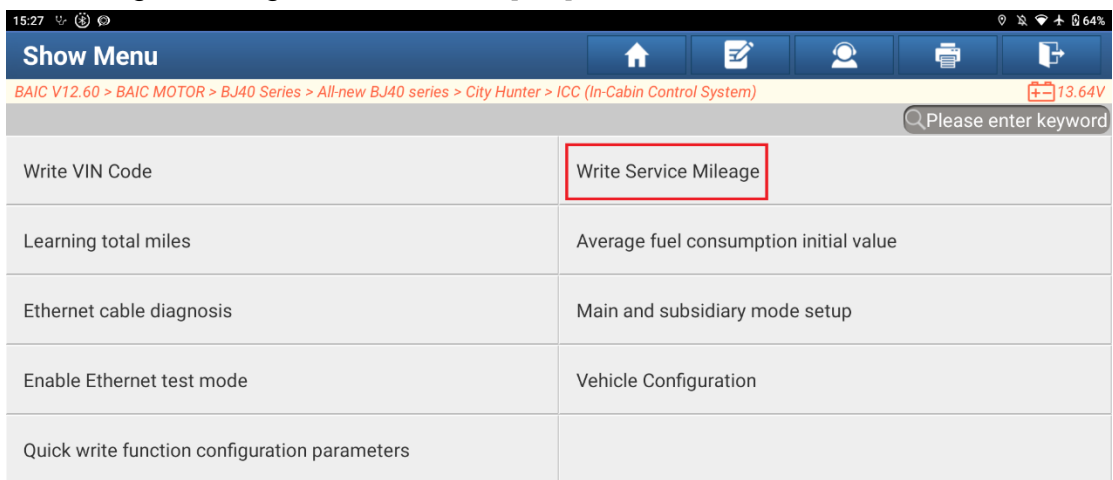 15:27
64%
Show Menu
BAIC V12.60 > BAIC MOTOR > BJ40 Series > All-new BJ40 series > City Hunter > ICC (In-Cabin Control System)
13.64V
Please enter keyword
Write VIN Code
Write Service Mileage
Learning total miles
Average fuel consumption initial value
Ethernet cable diagnosis
Main and subsidiary mode setup
Enable Ethernet test mode
Vehicle Configuration
Quick write function configuration parameters